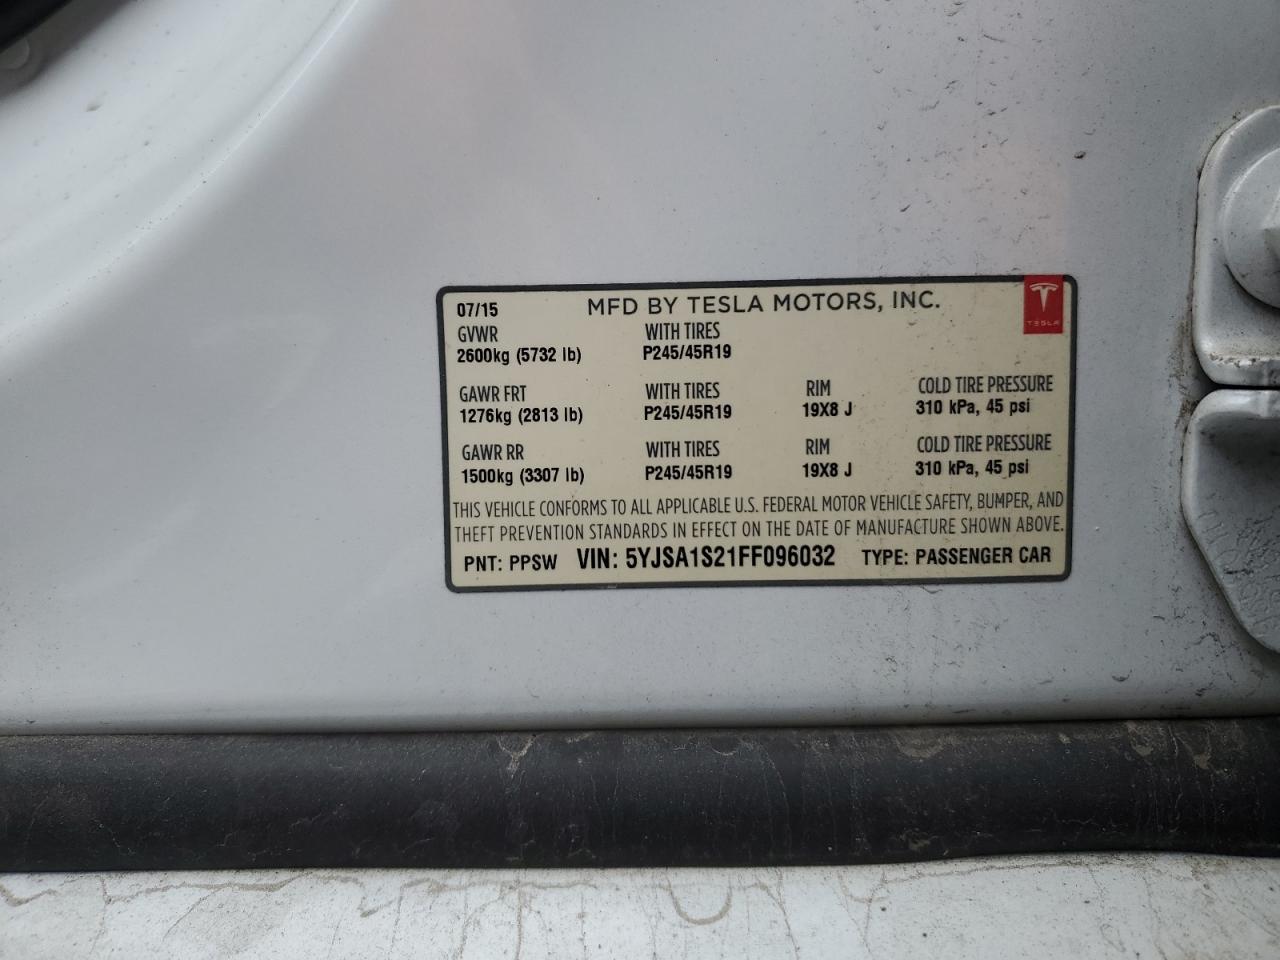 07/15 MFD BY TESLA MOTORS, INC.
TESLA
GVWR WITH TIRES
2600kg (5732 lb) P245/45R19
GAWR FRT WITH TIRES RIM COLD TIRE PRESSURE
1276kg (2813 lb) P245/45R19 19X8 J 310 kPa, 45 psi
GAWR RR WITH TIRES RIM COLD TIRE PRESSURE
1500kg (3307 lb) P245/45R19 19X8 J 310 kPa, 45 psi
THIS VEHICLE CONFORMS TO ALL APPLICABLE U.S. FEDERAL MOTOR VEHICLE SAFETY, BUMPER, AND
THEFT PREVENTION STANDARDS IN EFFECT ON THE DATE OF MANUFACTURE SHOWN ABOVE.
PNT: PPSW VIN: 5YJSA1S21FF096032 TYPE: PASSENGER CAR